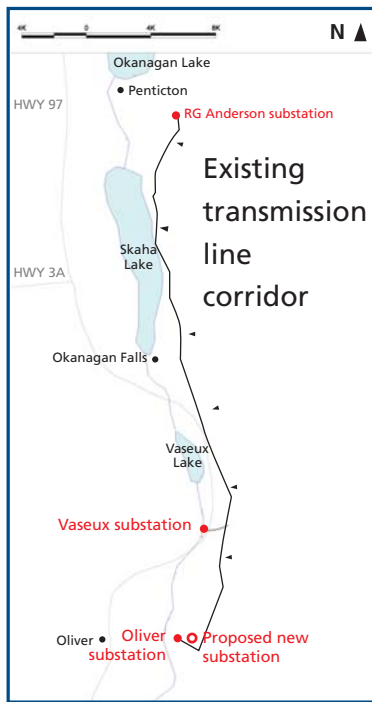 4K 0 4K 8K
N
Okanagan Lake
Penticton
HWY 97
RG Anderson substation
Existing
transmission
line
corridor
Skaha
Lake
HWY 3A
Okanagan Falls
Vaseux
Lake
Vaseux substation
Oliver
Oliver
substation
Proposed new
substation